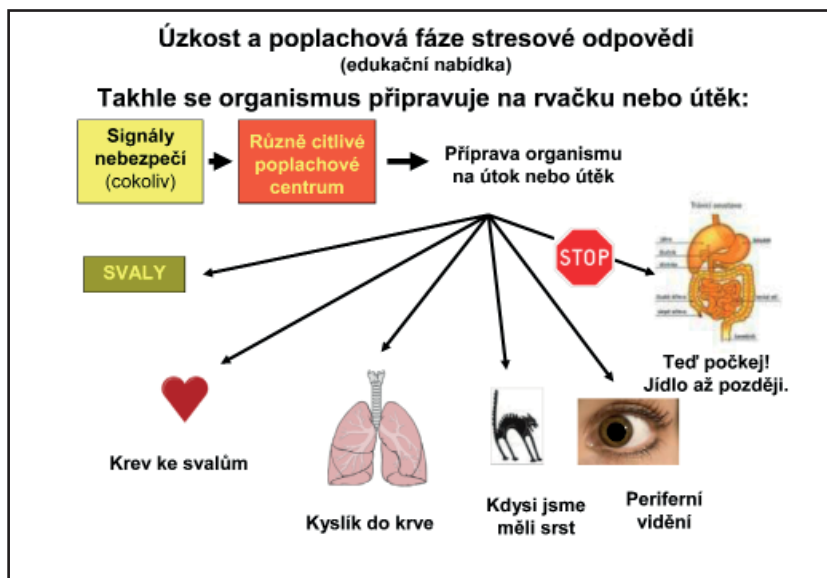 Úzkost a poplachová fáze stresové odpovědi
(edukační nabídka)
Takhle se organismus připravuje na rvačku nebo útěk:
Signály
nebezpečí
(cokoliv)
Různě citlivé
poplachové
centrum
Příprava organismu
na útok nebo útěk
SVALY
STOP
Teď počkej!
Jídlo až později.
Krev ke svalům
Kyslík do krve
Kdysi jsme
měli srst
Periferní
vidění